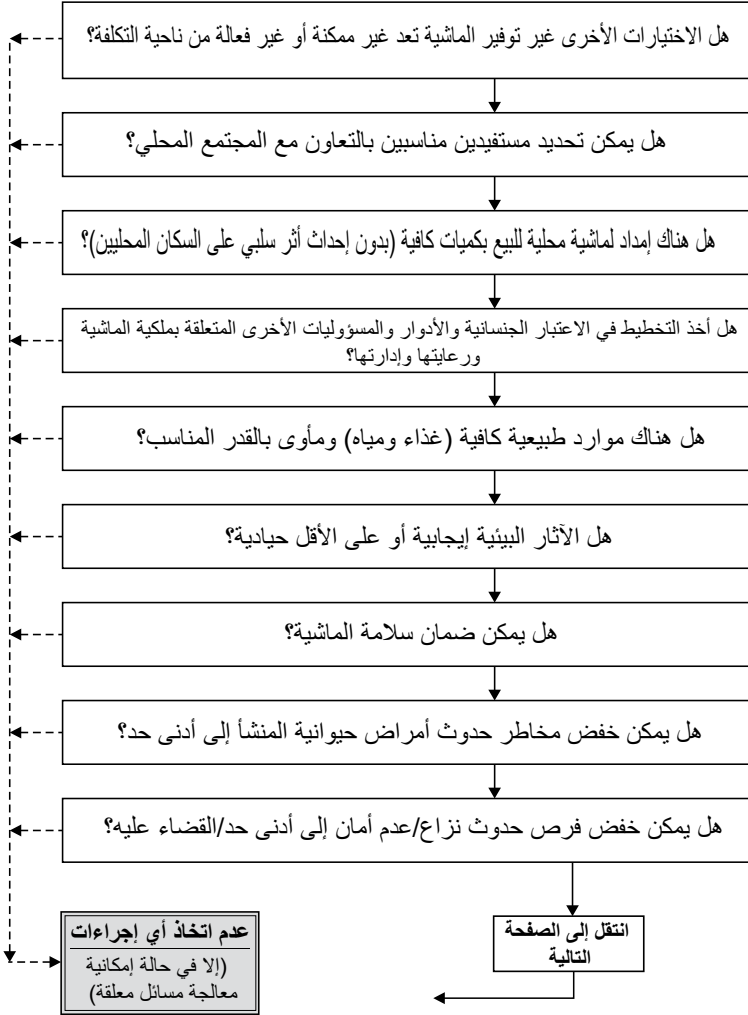 هل الاختيارات الأخرى غير توفير الماشية تعد غير ممكنة أو غير فعالة من ناحية التكلفة؟
هل يمكن تحديد مستفيدين مناسبين بالتعاون مع المجتمع المحلي؟
هل هناك إمداد لماشية محلية للبيع بكميات كافية (بدون إحداث أثر سلبي على السكان المحليين)؟
هل أخذ التخطيط في الاعتبار الجنسانية والأدوار والمسؤوليات الأخرى المتعلقة بملكية الماشية
ورعايتها وإدارتها؟
هل هناك موارد طبيعية كافية (غذاء ومياه) ومأوى بالقدر المناسب؟
هل الآثار البيئية إيجابية أو على الأقل حيادية؟
هل يمكن ضمان سلامة الماشية؟
هل يمكن خفض مخاطر حدوث أمراض حيوانية المنشأ إلى أدنى حد؟
هل يمكن خفض فرص حدوث نزاع/عدم أمان إلى أدنى حد/القضاء عليه؟
انتقل إلى الصفحة
التالية
عدم اتخاذ أي إجراءات
(إلا في حالة إمكانية
معالجة مسائل معلقة)